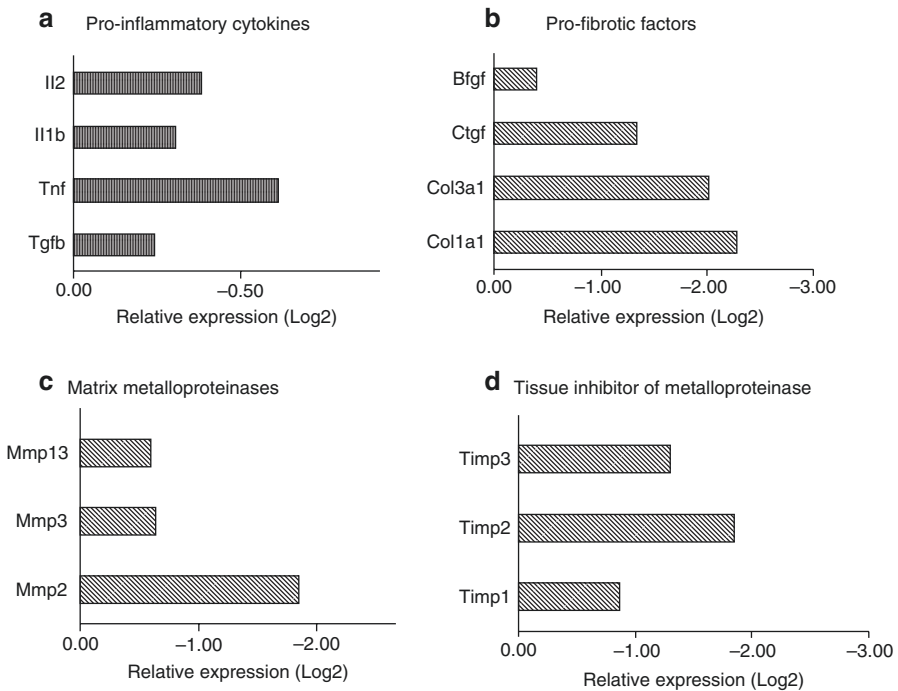 a Pro-inflammatory cytokines
Il2
Il1b
Tnf
Tgfb
0.00 –0.50
Relative expression (Log2)
b Pro-fibrotic factors
Bfgf
Ctgf
Col3a1
Col1a1
0.00 –1.00 –2.00 –3.00
Relative expression (Log2)
c Matrix metalloproteinases
Mmp13
Mmp3
Mmp2
0.00 –1.00 –2.00
Relative expression (Log2)
d Tissue inhibitor of metalloproteinase
Timp3
Timp2
Timp1
0.00 –1.00 –2.00 –3.00
Relative expression (Log2)